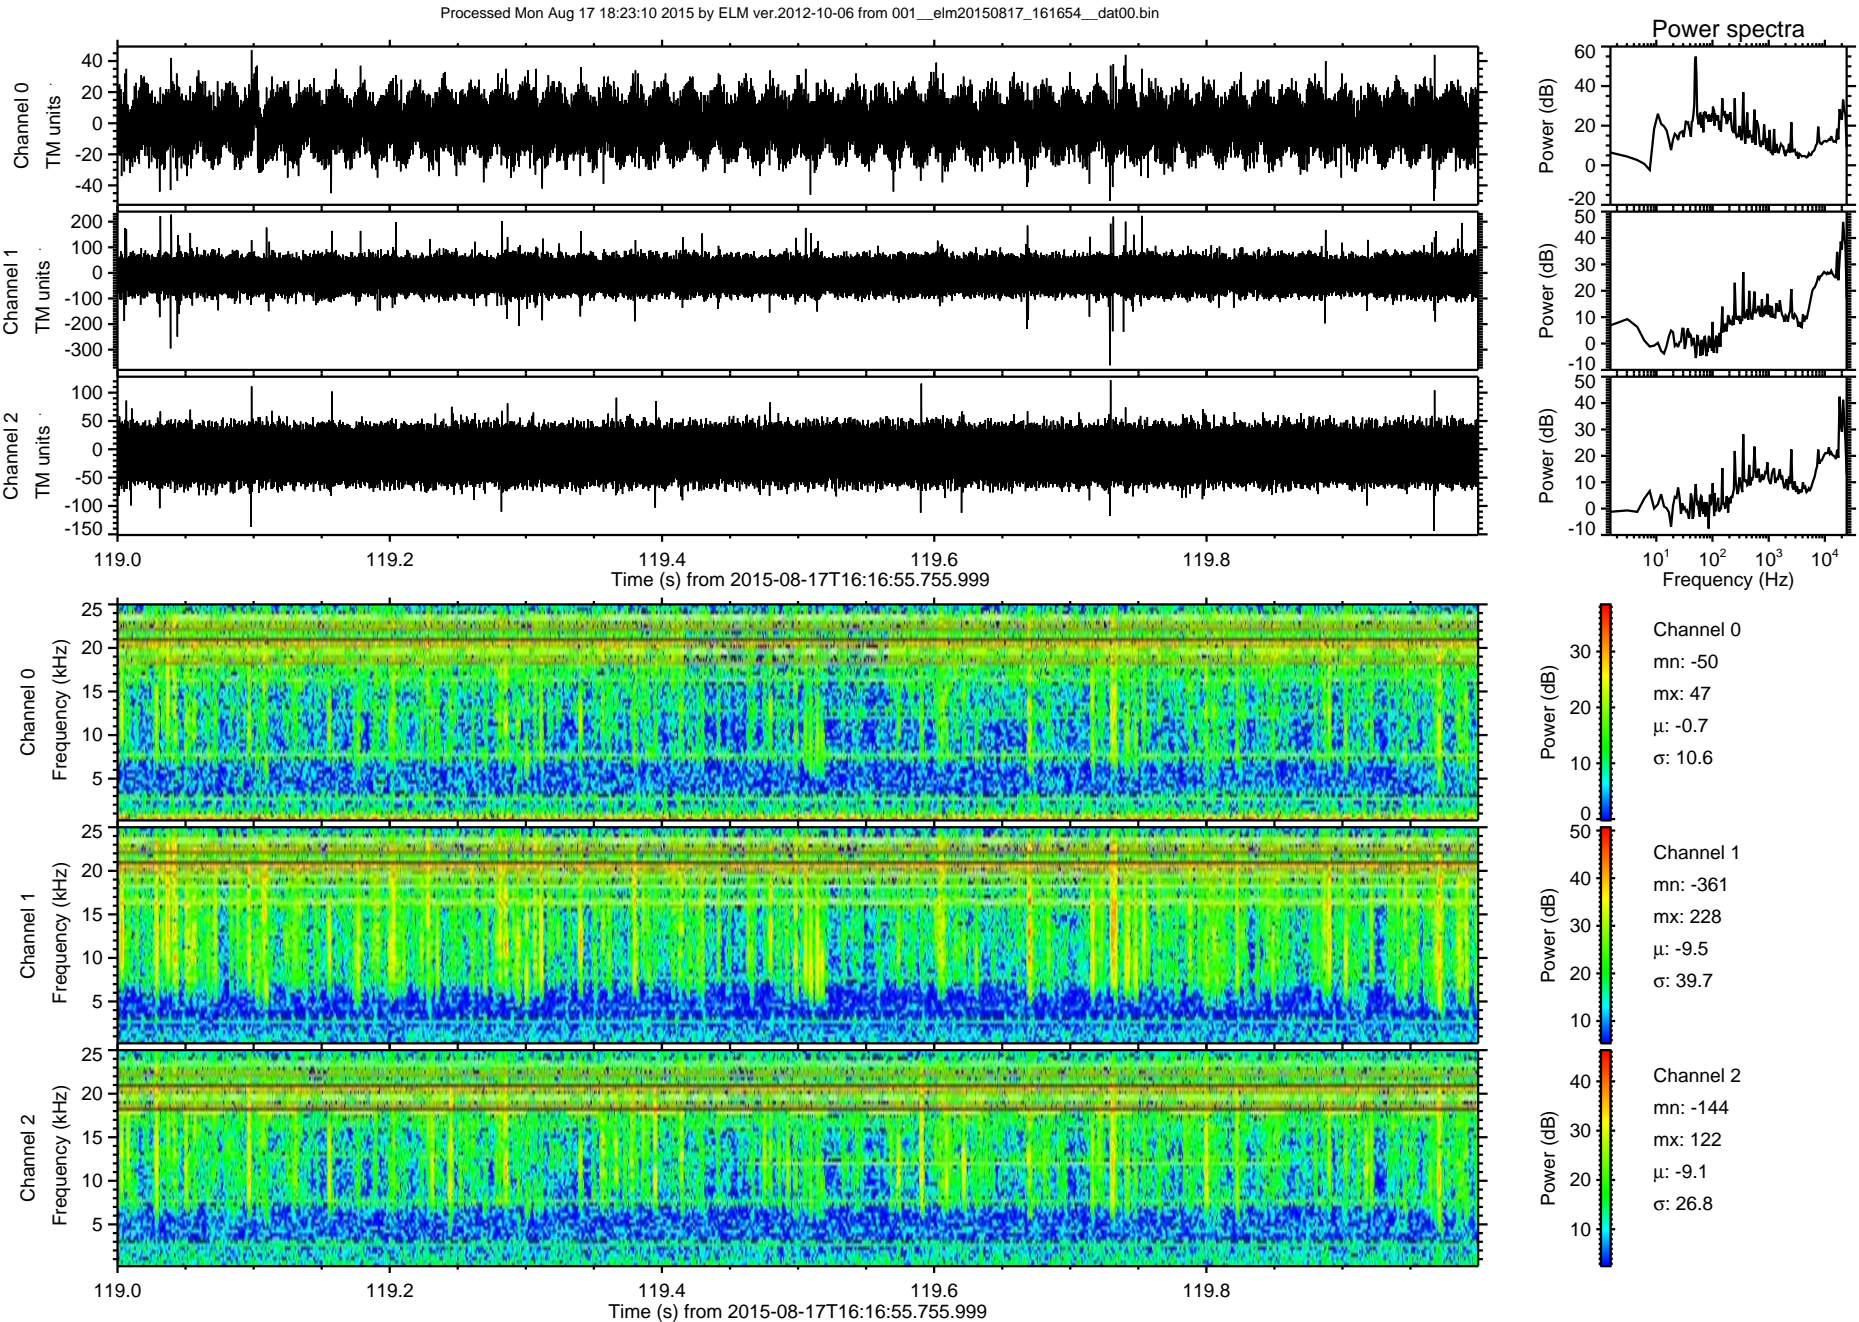 Processed Mon Aug 17 18:23:10 2015 by ELM ver.2012-10-06 from 001__elm20150817_161654__dat00.bin
Power spectra
Channel 0
TM units
40
20
0
-20
-40
Power (dB)
60
40
20
0
-20
Channel 1
TM units
200
100
0
-100
-200
-300
Power (dB)
50
40
30
20
10
0
-10
Channel 2
TM units
100
50
0
-50
-100
-150
Power (dB)
50
40
30
20
10
0
-10
119.0 119.2 119.4 119.6 119.8
Time (s) from 2015-08-17T16:16:55.755.999
10¹ 10² 10³ 10⁴
Frequency (Hz)
Channel 0
Frequency (kHz)
25
20
15
10
5
Power (dB)
30
20
10
0
Channel 0
mn: -50
mx: 47
μ: -0.7
σ: 10.6
Channel 1
Frequency (kHz)
25
20
15
10
5
Power (dB)
50
40
30
20
10
Channel 1
mn: -361
mx: 228
μ: -9.5
σ: 39.7
Channel 2
Frequency (kHz)
25
20
15
10
5
Power (dB)
40
30
20
10
Channel 2
mn: -144
mx: 122
μ: -9.1
σ: 26.8
119.0 119.2 119.4 119.6 119.8
Time (s) from 2015-08-17T16:16:55.755.999